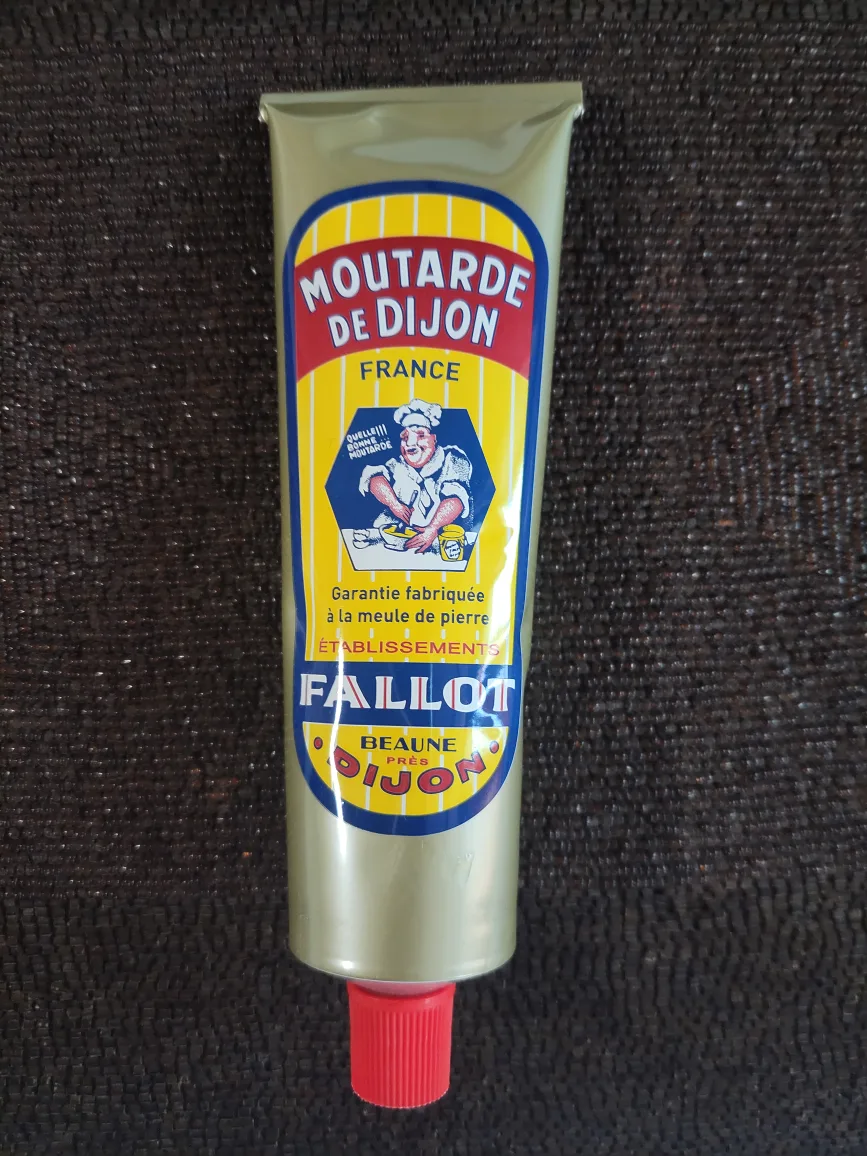 MOUTARDE
DE DIJON
FRANCE
QUELLE!!!
BONNE...
MOUTARDE
Garantie fabriquée
à la meule de pierre
ÉTABLISSEMENTS
FALLOT
BEAUNE
PRÈS
• DIJON •